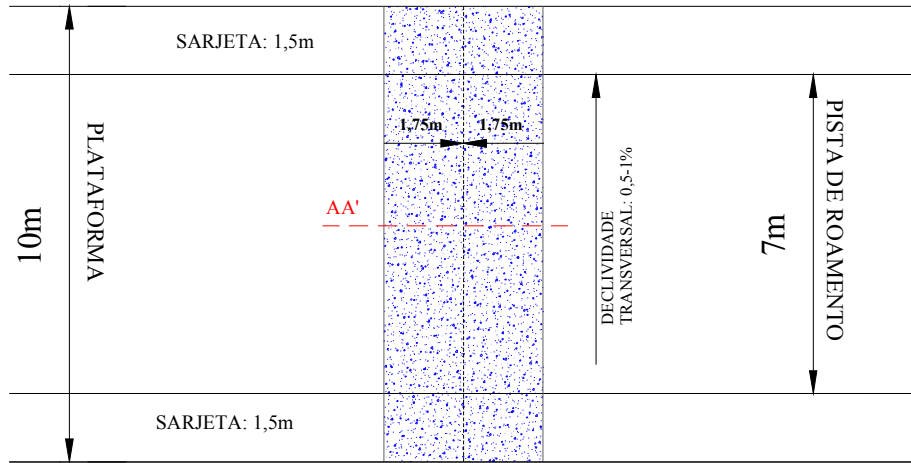 SARJETA: 1,5m
1,75m
1,75m
AA'
PLATAFORMA
10m
DECLIVIDADE
TRANSVERSAL: 0,5-1%
7m
PISTA DE ROAMENTO
SARJETA: 1,5m